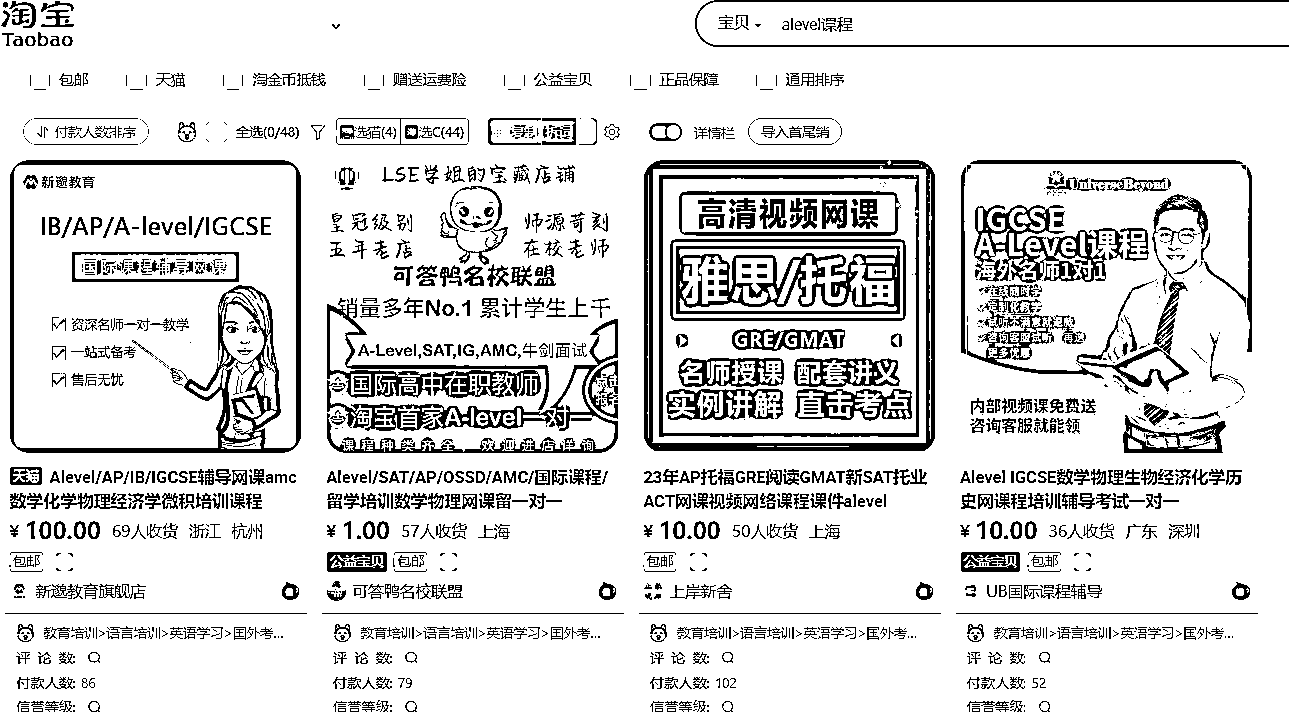 淘宝
Taobao
宝贝 alevel课程
包邮 天猫 淘金币抵钱 赠送运费险 公益宝贝 正品保障 通用排序
付款人数排序 全选(0/48) 选猫(4) 选C(44) 详情栏 导入首尾销
新邈教育
IB/AP/A-level/IGCSE
国际课程辅导网课
资深名师一对一教学
一站式备考
售后无忧
天猫 Alevel/AP/IB/IGCSE辅导网课amc
数学化学物理经济学微积培训课程
¥ 100.00 69人收货 浙江 杭州
包邮
新邈教育旗舰店
教育培训>语言培训>英语学习>国外考...
评 论 数:
付款人数: 86
信誉等级:
LSE学姐的宝藏店铺
皇冠级别 师源苛刻
五年老店 在校老师
可答鸭名校联盟
销量多年No.1 累计学生上千
A-Level,SAT,IG,AMC,牛剑面试
国际高中在职教师
淘宝首家A-level一对一
课程种类齐全，欢迎进店详询
Alevel/SAT/AP/OSSD/AMC/国际课程/
留学培训数学物理网课留一对一
¥ 1.00 57人收货 上海
公益宝贝 包邮
可答鸭名校联盟
教育培训>语言培训>英语学习>国外考...
评 论 数:
付款人数: 79
信誉等级:
高清视频网课
雅思/托福
GRE/GMAT
名师授课 配套讲义
实例讲解 直击考点
23年AP托福GRE阅读GMAT新SAT托业
ACT网课视频网络课程课件alevel
¥ 10.00 50人收货 上海
包邮
上岸新舍
教育培训>语言培训>英语学习>国外考...
评 论 数:
付款人数: 102
信誉等级:
Universe Beyond
IGCSE
A-Level课程
海外名师1对1
更多优惠
内部视频课免费送
咨询客服就能领
Alevel IGCSE数学物理生物经济化学历
史网课程培训辅导考试一对一
¥ 10.00 36人收货 广东 深圳
公益宝贝 包邮
UB国际课程辅导
教育培训>语言培训>英语学习>国外考...
评 论 数:
付款人数: 52
信誉等级: